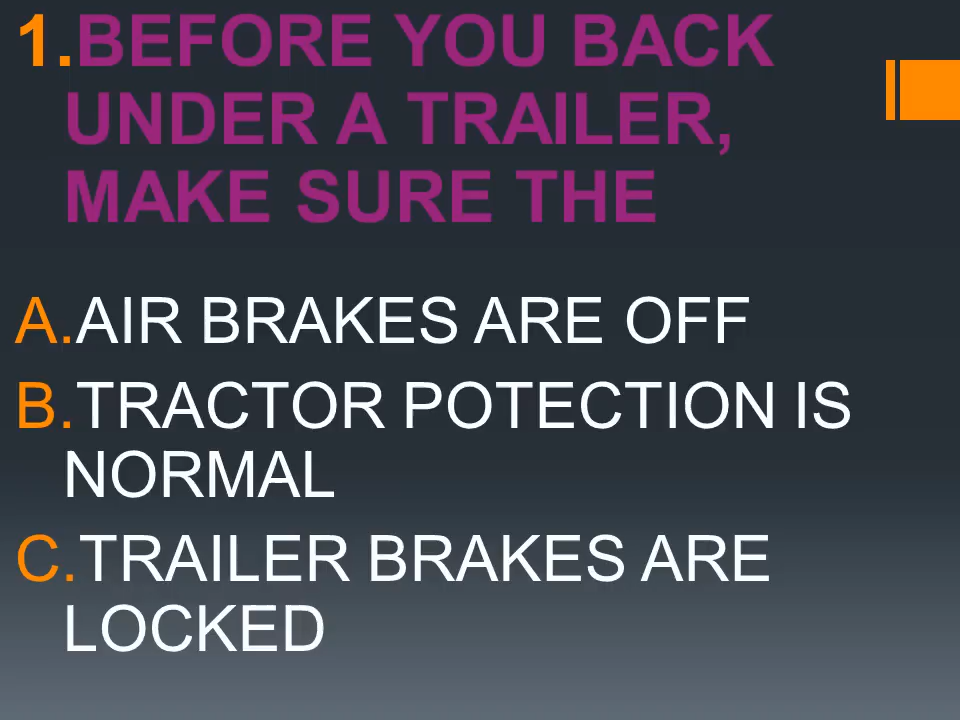 1.BEFORE YOU BACK
UNDER A TRAILER,
MAKE SURE THE
A.AIR BRAKES ARE OFF
B.TRACTOR POTECTION IS
NORMAL
C.TRAILER BRAKES ARE
LOCKED